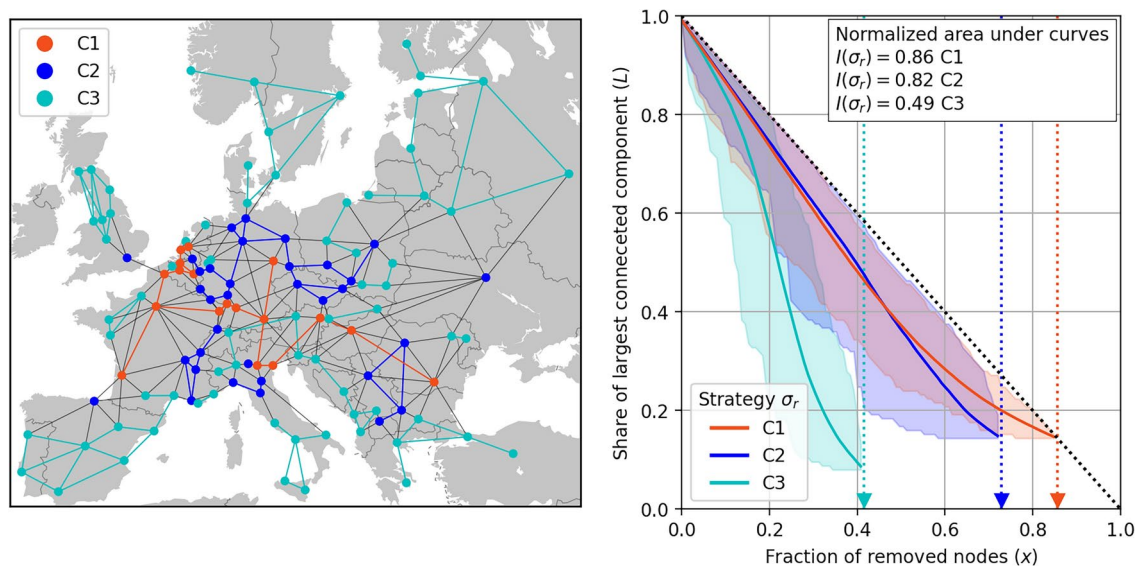 C1
C2
C3
Share of largest conneceted component (L)
1.0
0.8
0.6
0.4
0.2
0.0
Normalized area under curves
I(σᵣ) = 0.86 C1
I(σᵣ) = 0.82 C2
I(σᵣ) = 0.49 C3
Strategy σᵣ
C1
C2
C3
0.0 0.2 0.4 0.6 0.8 1.0
Fraction of removed nodes (x)